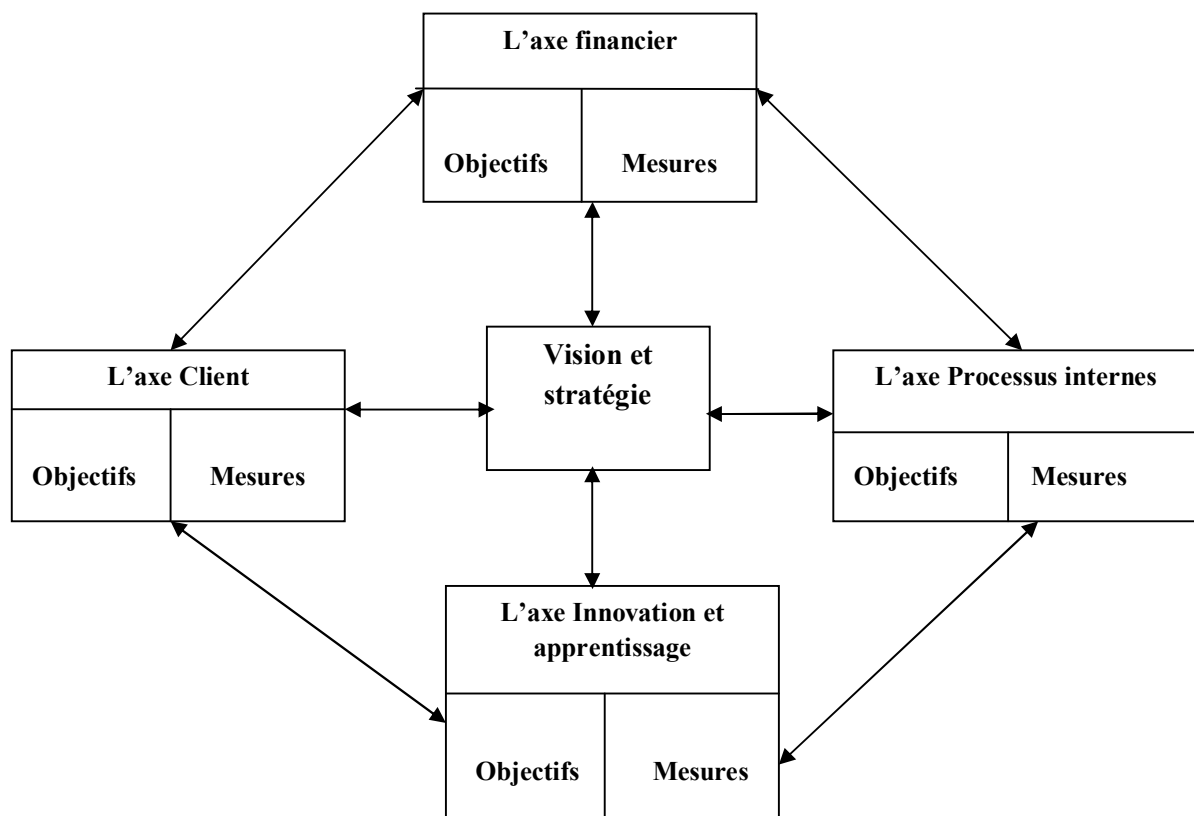 L’axe financier
Objectifs Mesures
Vision et
stratégie
L’axe Client
Objectifs Mesures
L’axe Processus internes
Objectifs Mesures
L’axe Innovation et
apprentissage
Objectifs Mesures